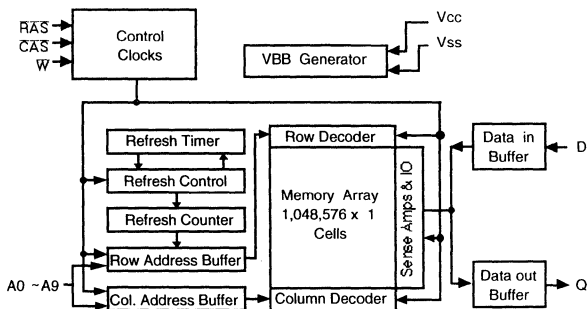 RAS
CAS
W
Control
Clocks
VBB Generator
Vcc
Vss
Refresh Timer
Refresh Control
Refresh Counter
Row Address Buffer
Col. Address Buffer
A0 ~A9
Row Decoder
Memory Array
1,048,576 x 1
Cells
Column Decoder
Sense Amps & IO
Data in
Buffer
D
Data out
Buffer
Q